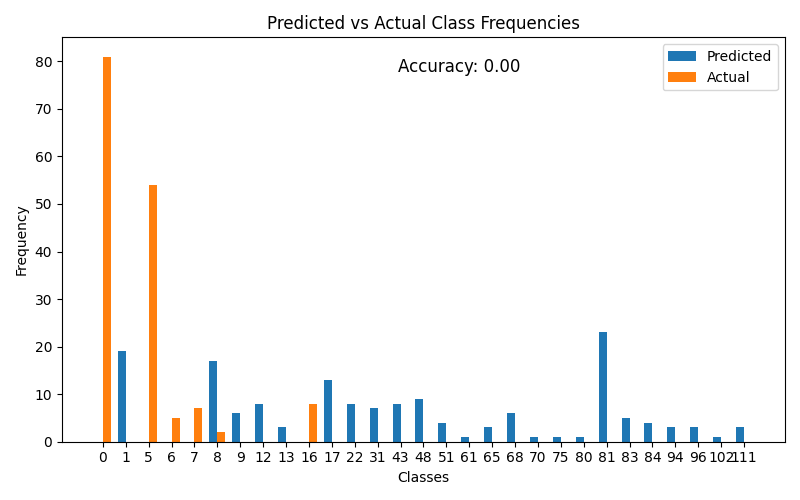 Predicted vs Actual Class Frequencies
Accuracy: 0.00
Predicted
Actual
80
70
60
50
40
30
20
10
0
Frequency
0 1 5 6 7 8 9 12 13 16 17 22 31 43 48 51 61 65 68 70 75 80 81 83 84 94 96 102 111
Classes